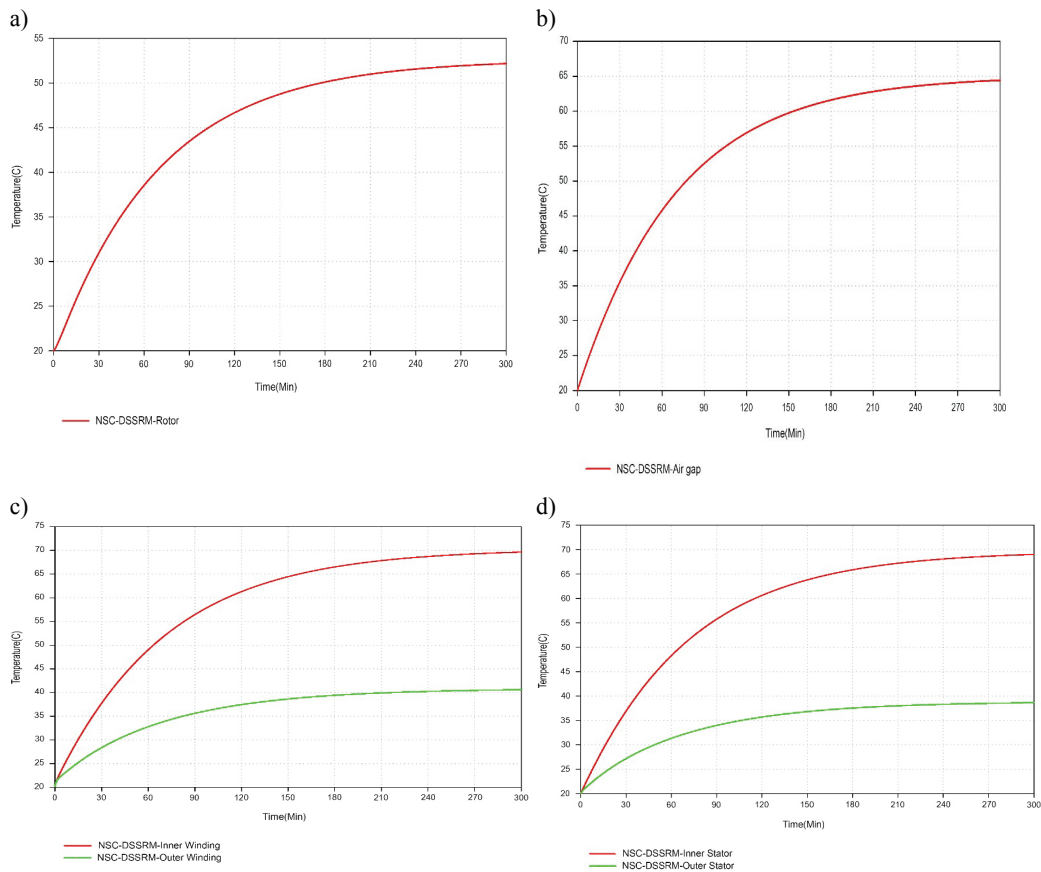 a)
55
50
45
40
35
30
25
20
Temperature(C)
0 30 60 90 120 150 180 210 240 270 300
Time(Min)
NSC-DSSRM-Rotor
b)
70
65
60
55
50
45
40
35
30
25
20
Temperature(C)
0 30 60 90 120 150 180 210 240 270 300
Time(Min)
NSC-DSSRM-Air gap
c)
75
70
65
60
55
50
45
40
35
30
25
20
Temperature(C)
0 30 60 90 120 150 180 210 240 270 300
Time(Min)
NSC-DSSRM-Inner Winding
NSC-DSSRM-Outer Winding
d)
75
70
65
60
55
50
45
40
35
30
25
20
Temperature(C)
0 30 60 90 120 150 180 210 240 270 300
Time(Min)
NSC-DSSRM-Inner Stator
NSC-DSSRM-Outer Stator